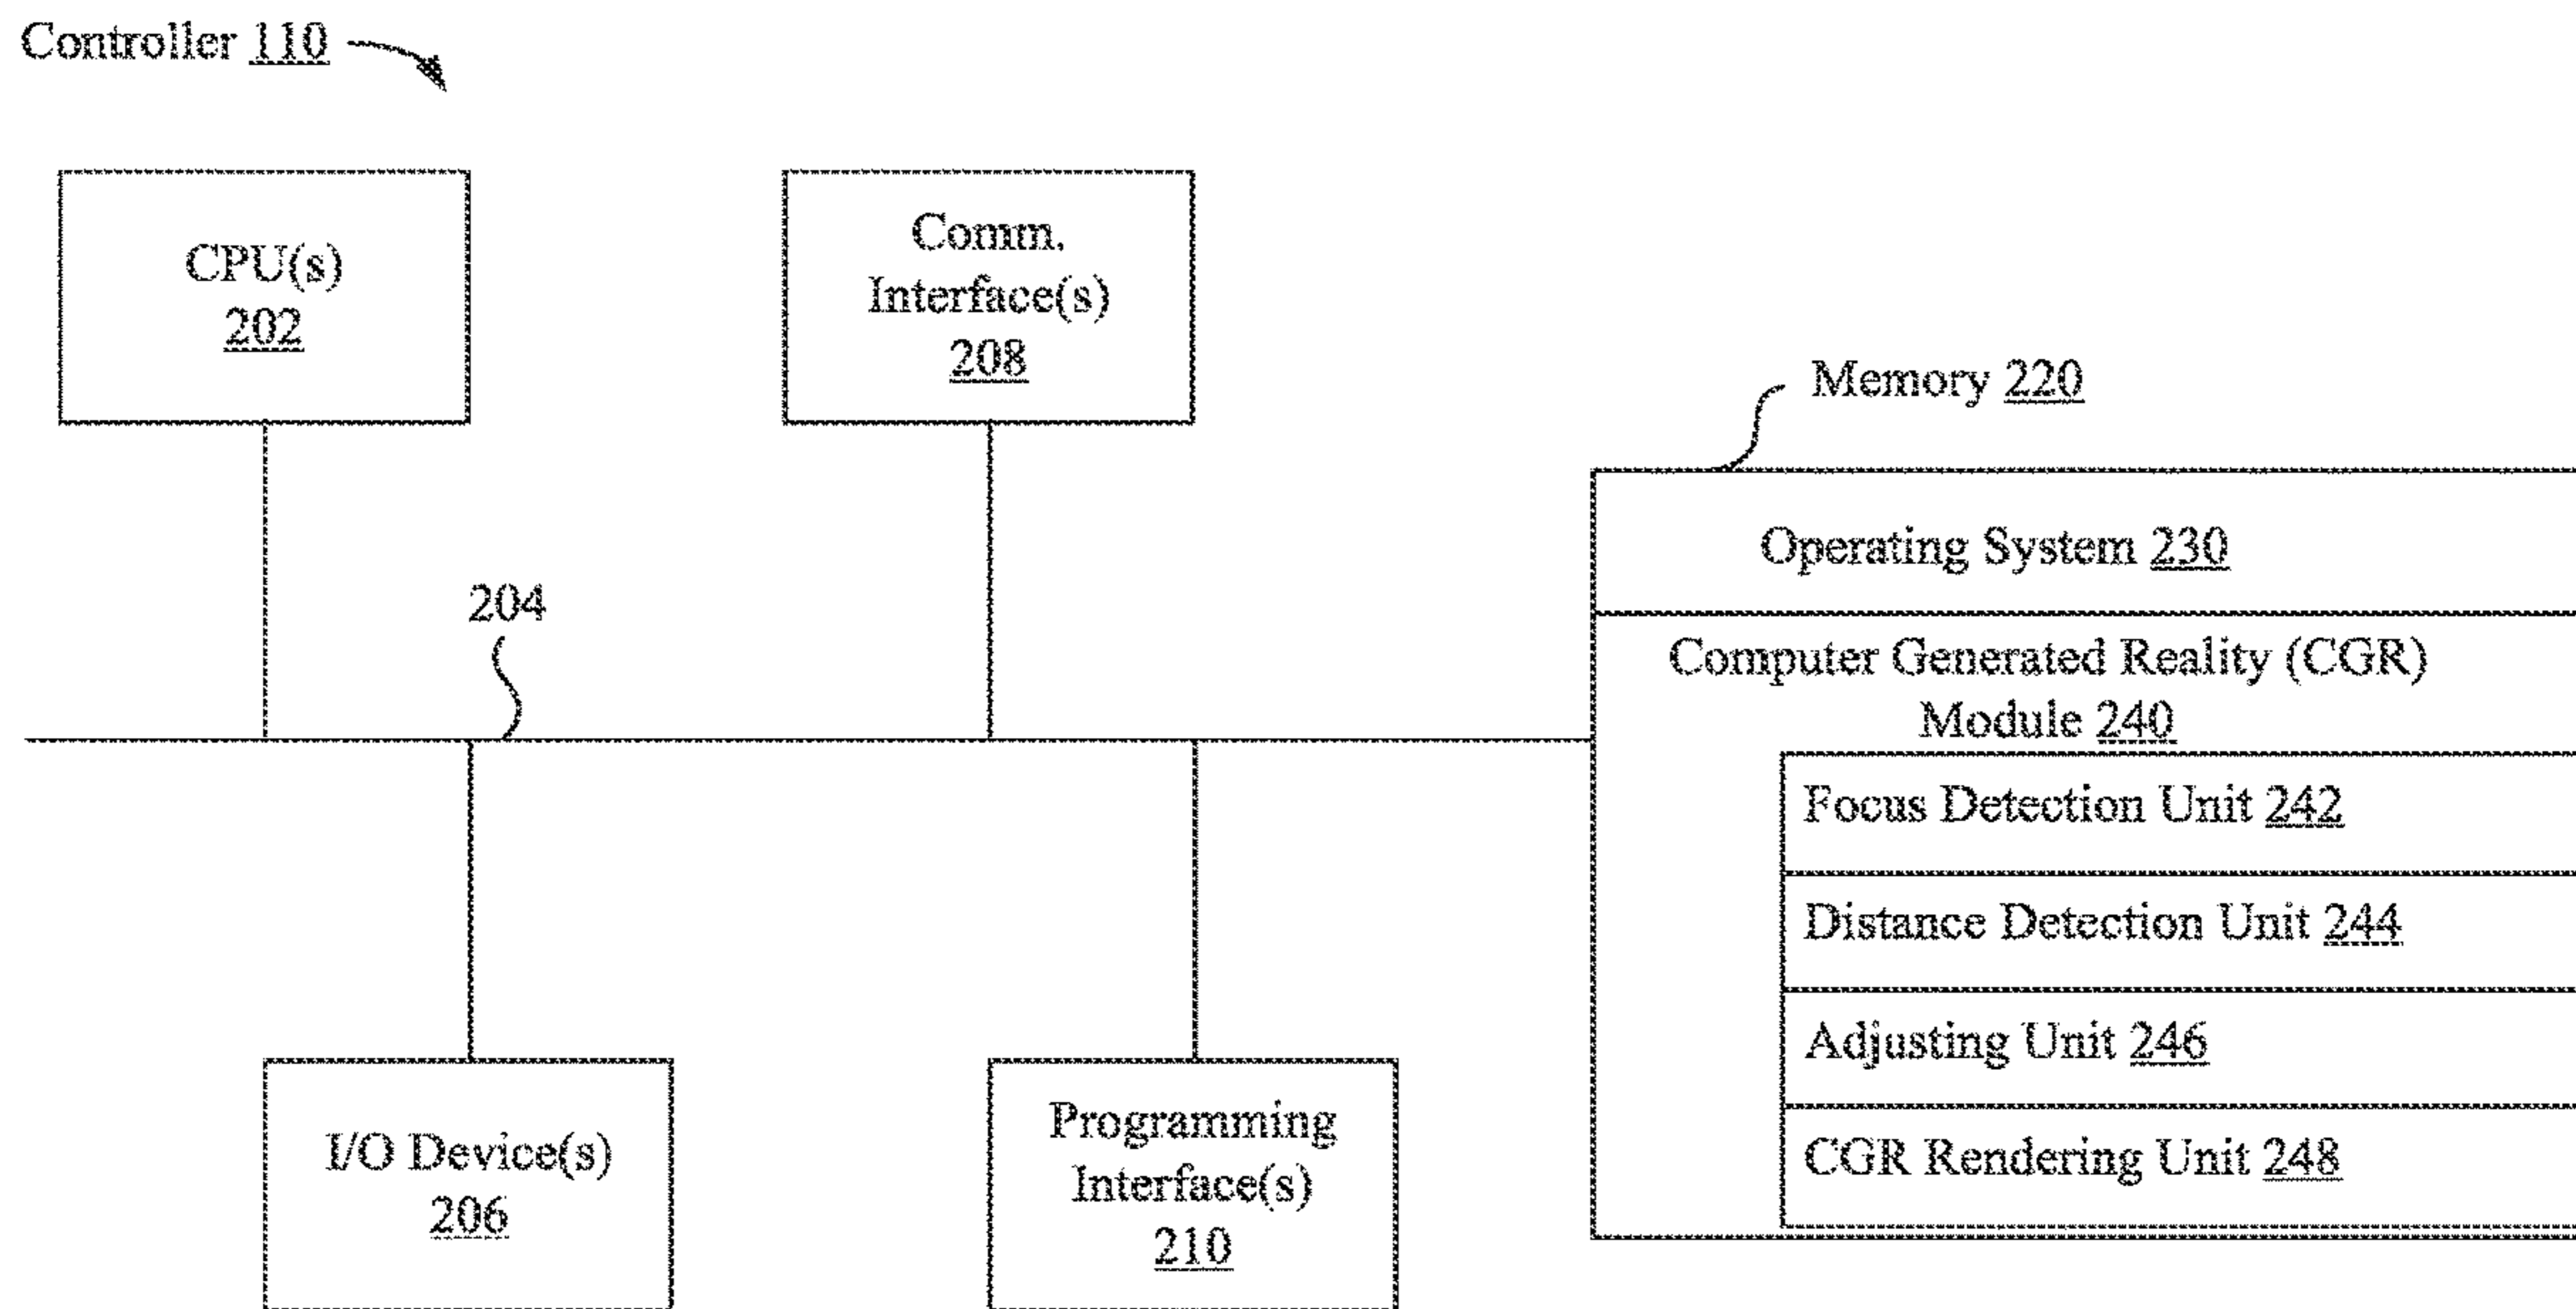 Controller 110
CPU(s)
202
Comm.
Interface(s)
208
Memory 220
Operating System 230
204
Computer Generated Reality (CGR)
Module 240
Focus Detection Unit 242
Distance Detection Unit 244
Adjusting Unit 246
CGR Rendering Unit 248
I/O Device(s)
206
Programming
Interface(s)
210